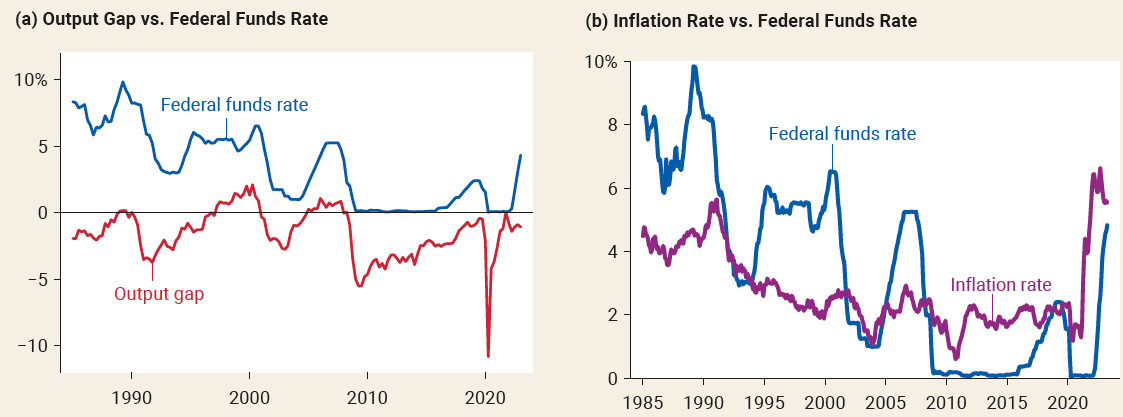 (a) Output Gap vs. Federal Funds Rate
10%
5
0
−5
−10
Federal funds rate
Output gap
1990 2000 2010 2020
(b) Inflation Rate vs. Federal Funds Rate
10%
8
6
4
2
0
Federal funds rate
Inflation rate
1985 1990 1995 2000 2005 2010 2015 2020